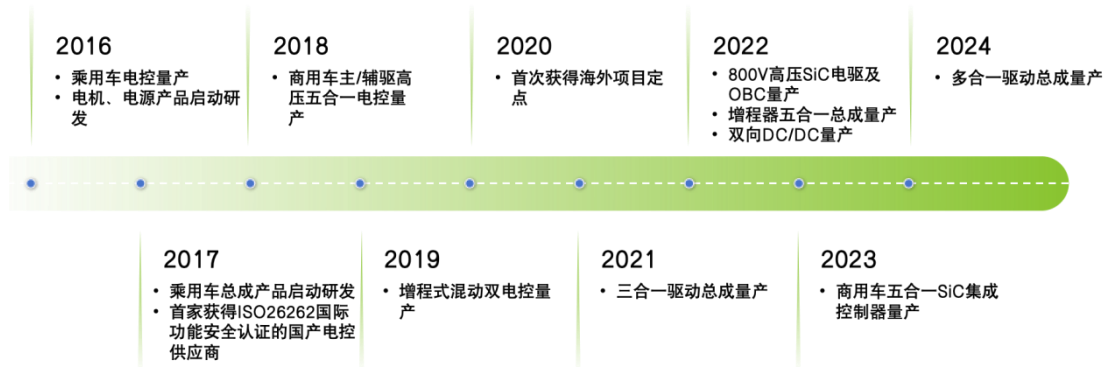 2016
• 乘用车电控量产
• 电机、电源产品启动研
发
2017
• 乘用车总成产品启动研发
• 首家获得ISO26262国际
功能安全认证的国产电控
供应商
2018
• 商用车主/辅驱高
压五合一电控量
产
2019
• 增程式混动双电控量
产
2020
• 首次获得海外项目定
点
2021
• 三合一驱动总成量产
2022
• 800V高压SiC电驱及
OBC量产
• 增程器五合一总成量产
• 双向DC/DC量产
2023
• 商用车五合一SiC集成
控制器量产
2024
• 多合一驱动总成量产